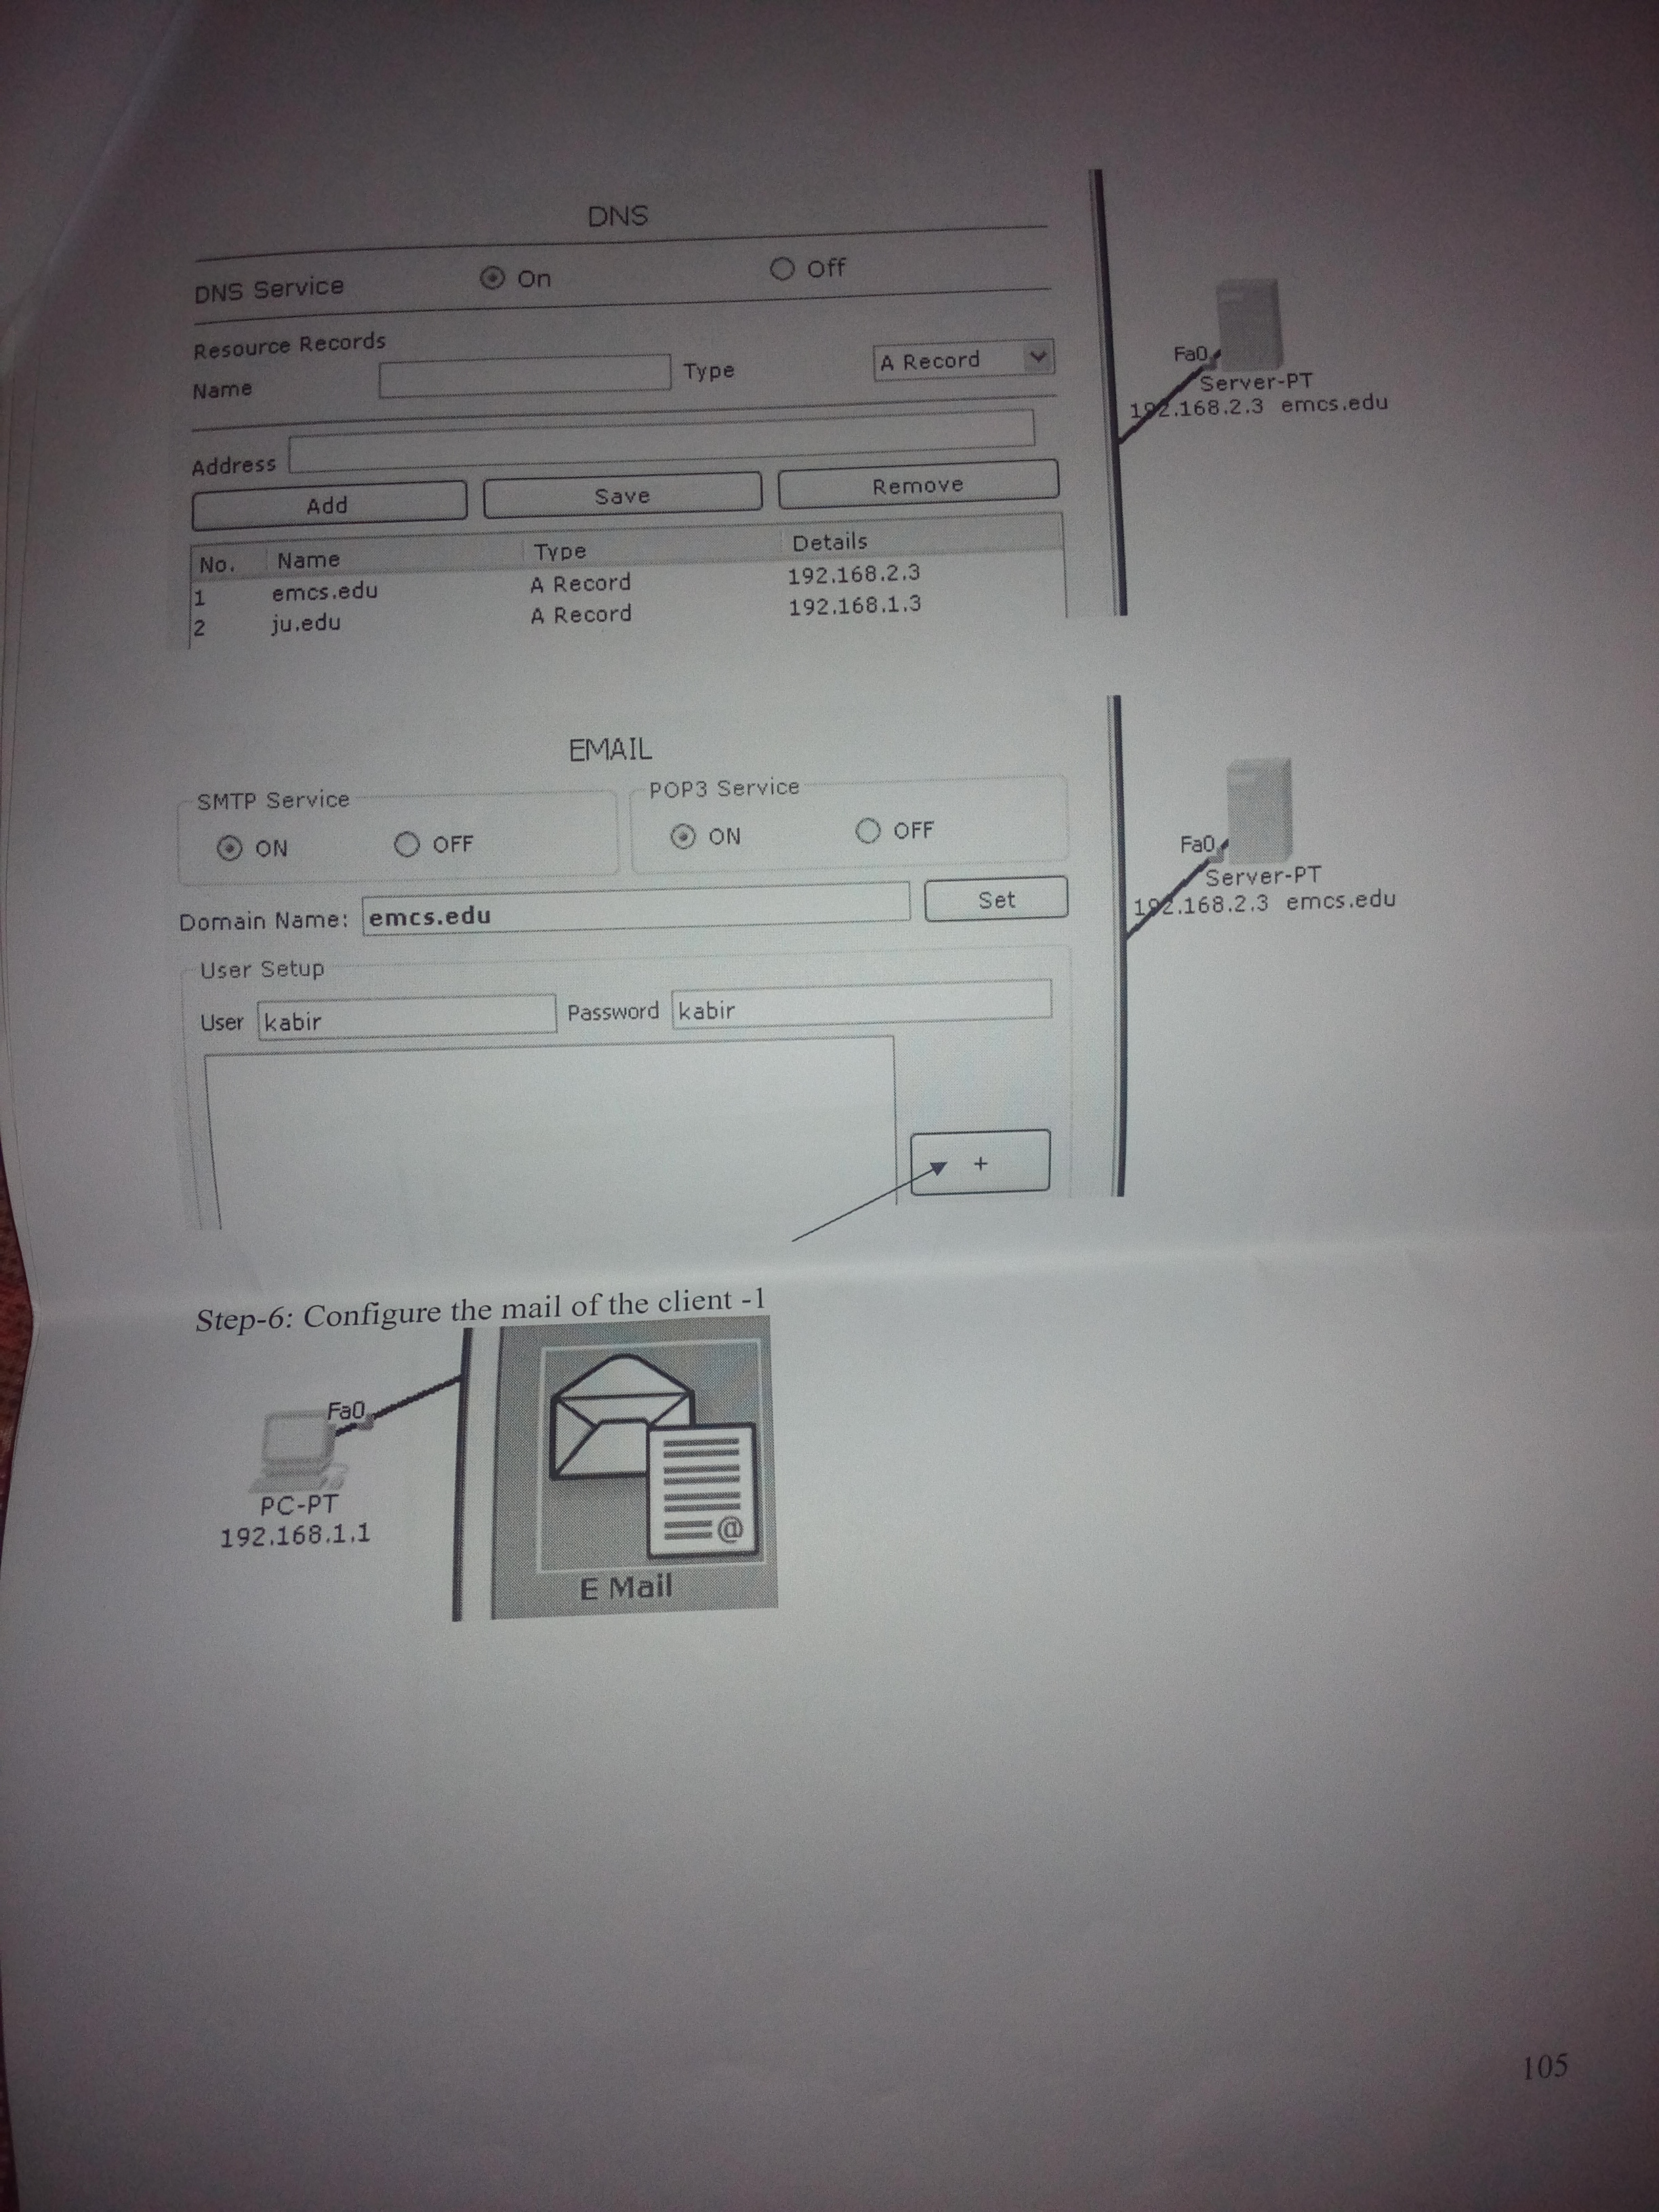 DNS
DNS Service On Off
Resource Records
Name Type A Record
Address
Add Save Remove
No. Name Type Details
1 emcs.edu A Record 192.168.2.3
2 ju.edu A Record 192.168.1.3
Fa0
Server-PT
192.168.2.3 emcs.edu
EMAIL
SMTP Service POP3 Service
ON OFF ON OFF
Domain Name: emcs.edu Set
User Setup
User kabir Password kabir
+
Fa0
Server-PT
192.168.2.3 emcs.edu
Step-6: Configure the mail of the client -1
Fa0
PC-PT
192.168.1.1
@
E Mail
105